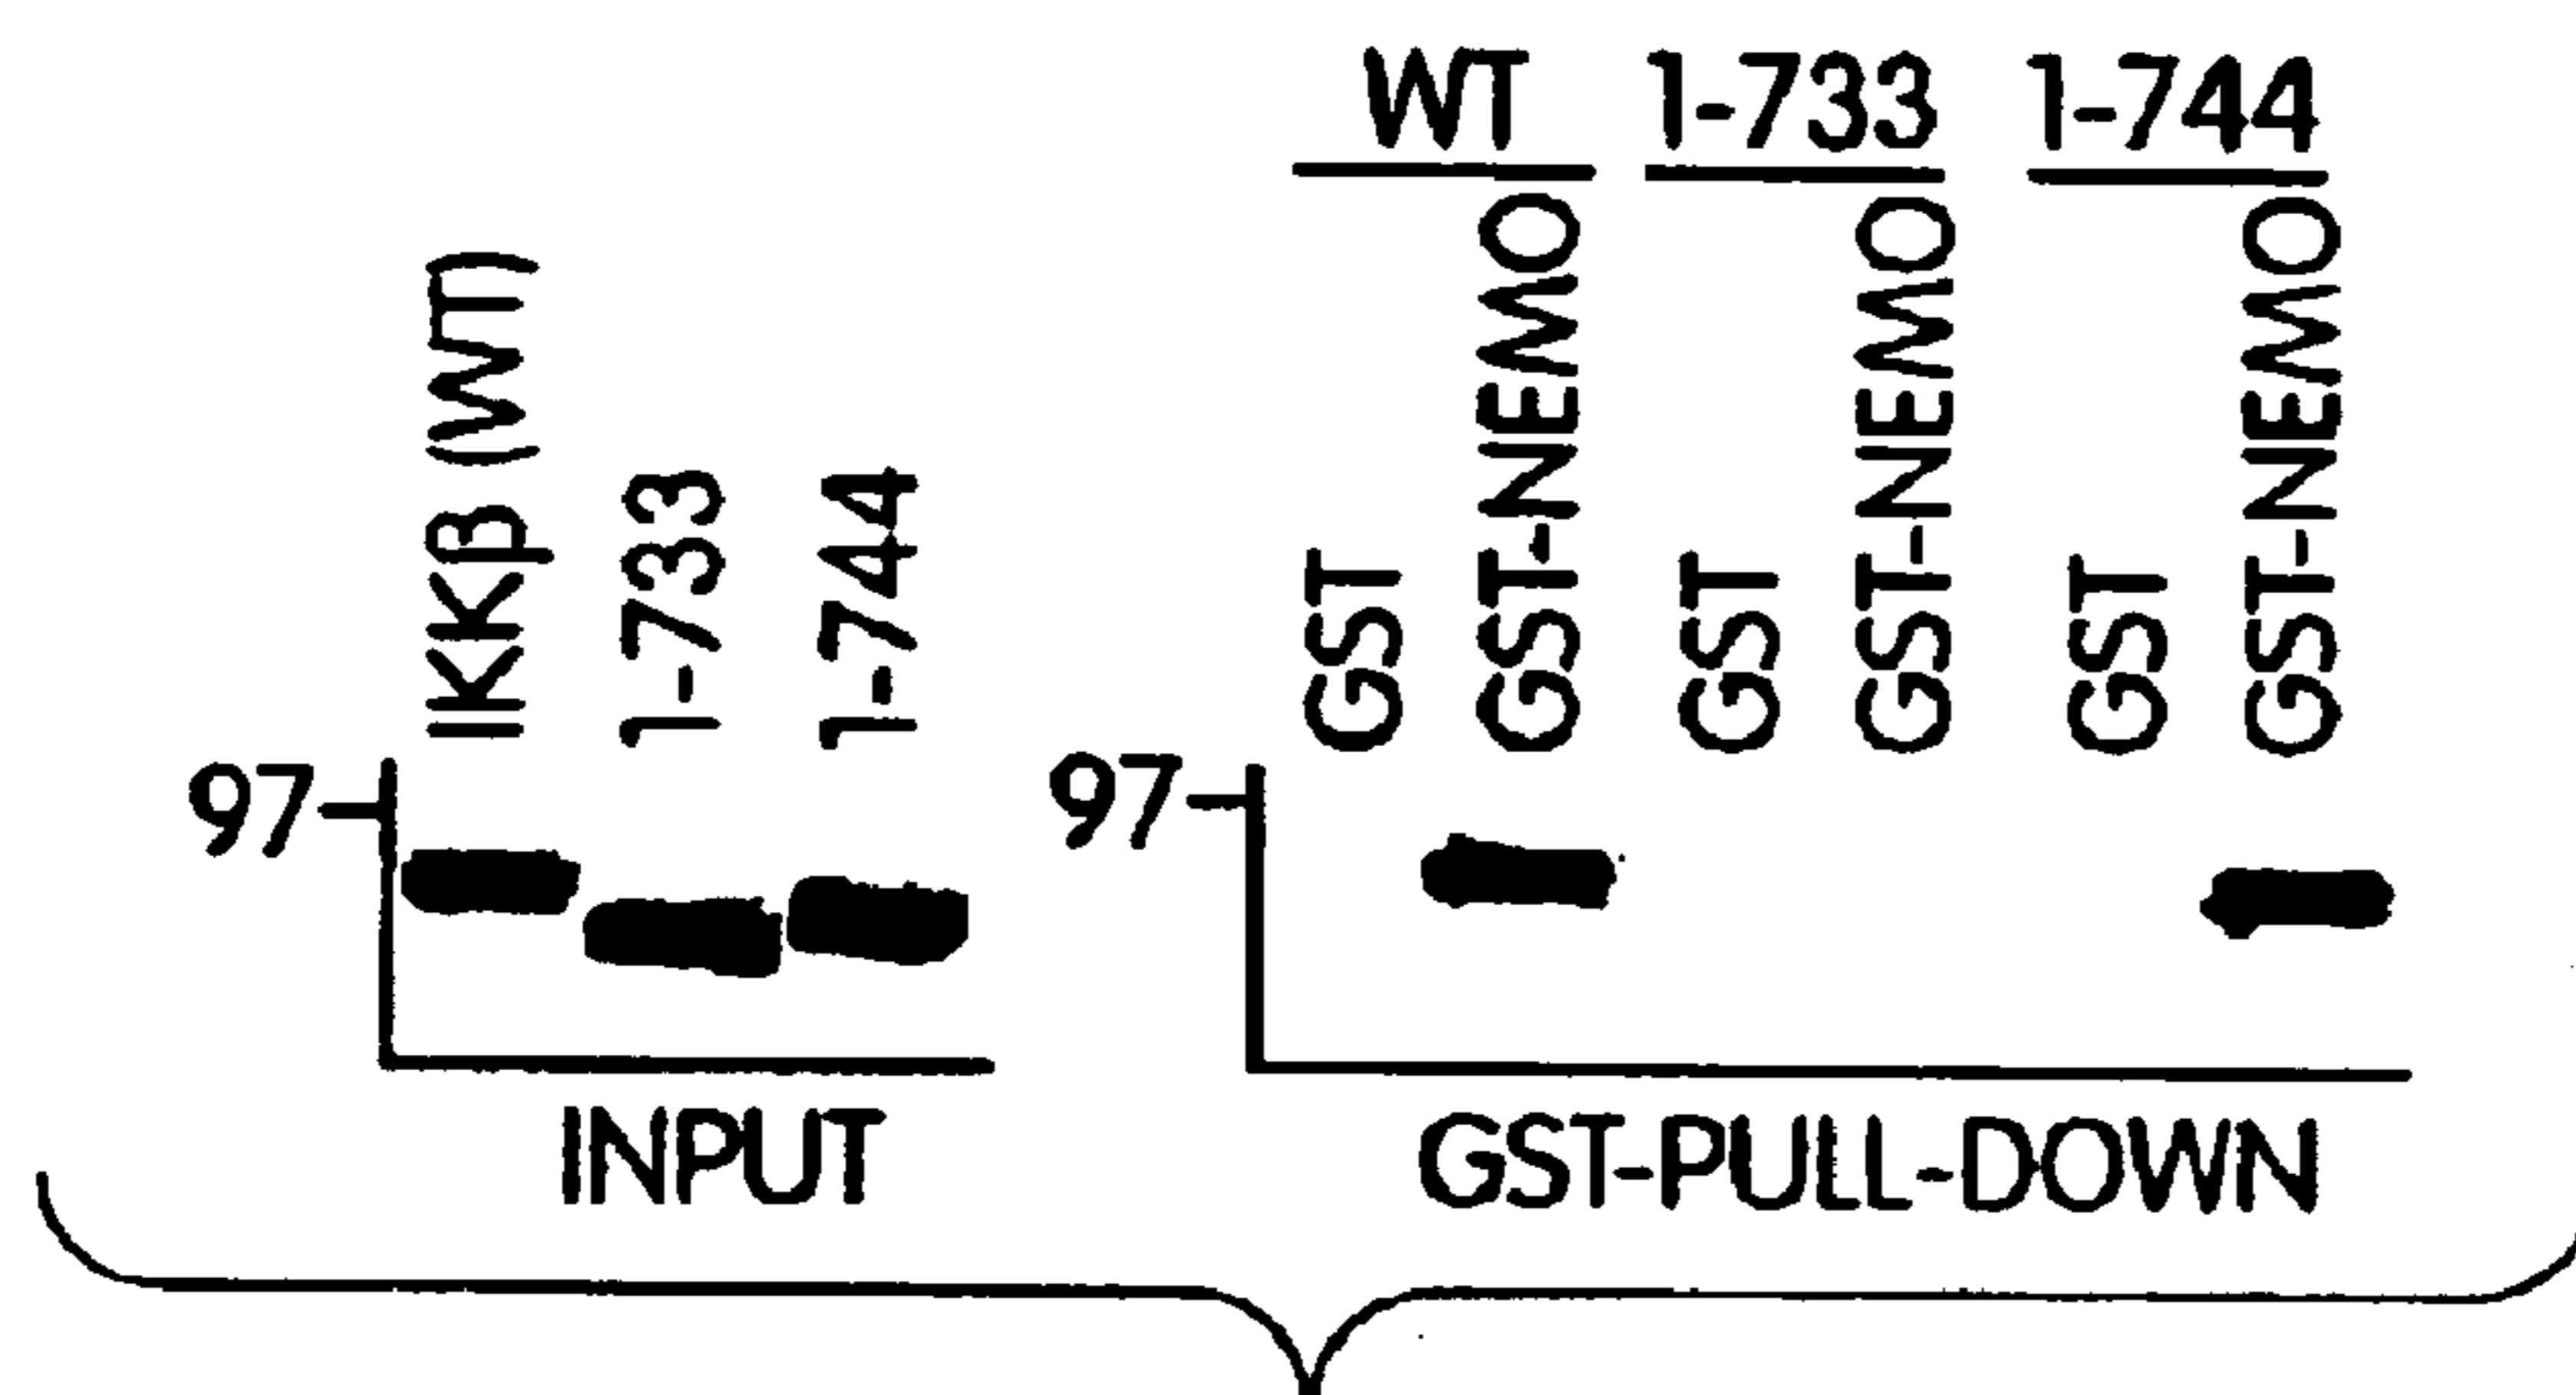 WT 1-733 1-744
IKKβ (WT) 1-733 1-744
GST GST-NEMO GST GST-NEMO GST GST-NEMO
97 97
INPUT GST-PULL-DOWN